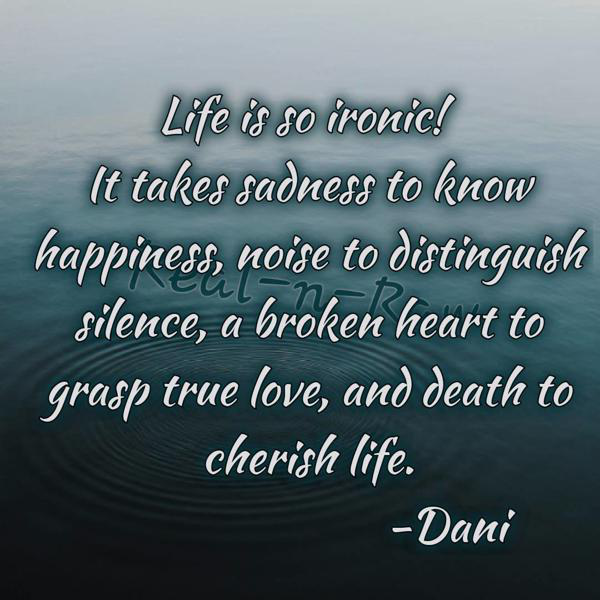 Life is so ironic!
It takes sadness to know
happiness, noise to distinguish
Real-n-Raw
silence, a broken heart to
grasp true love, and death to
cherish life.
-Dani